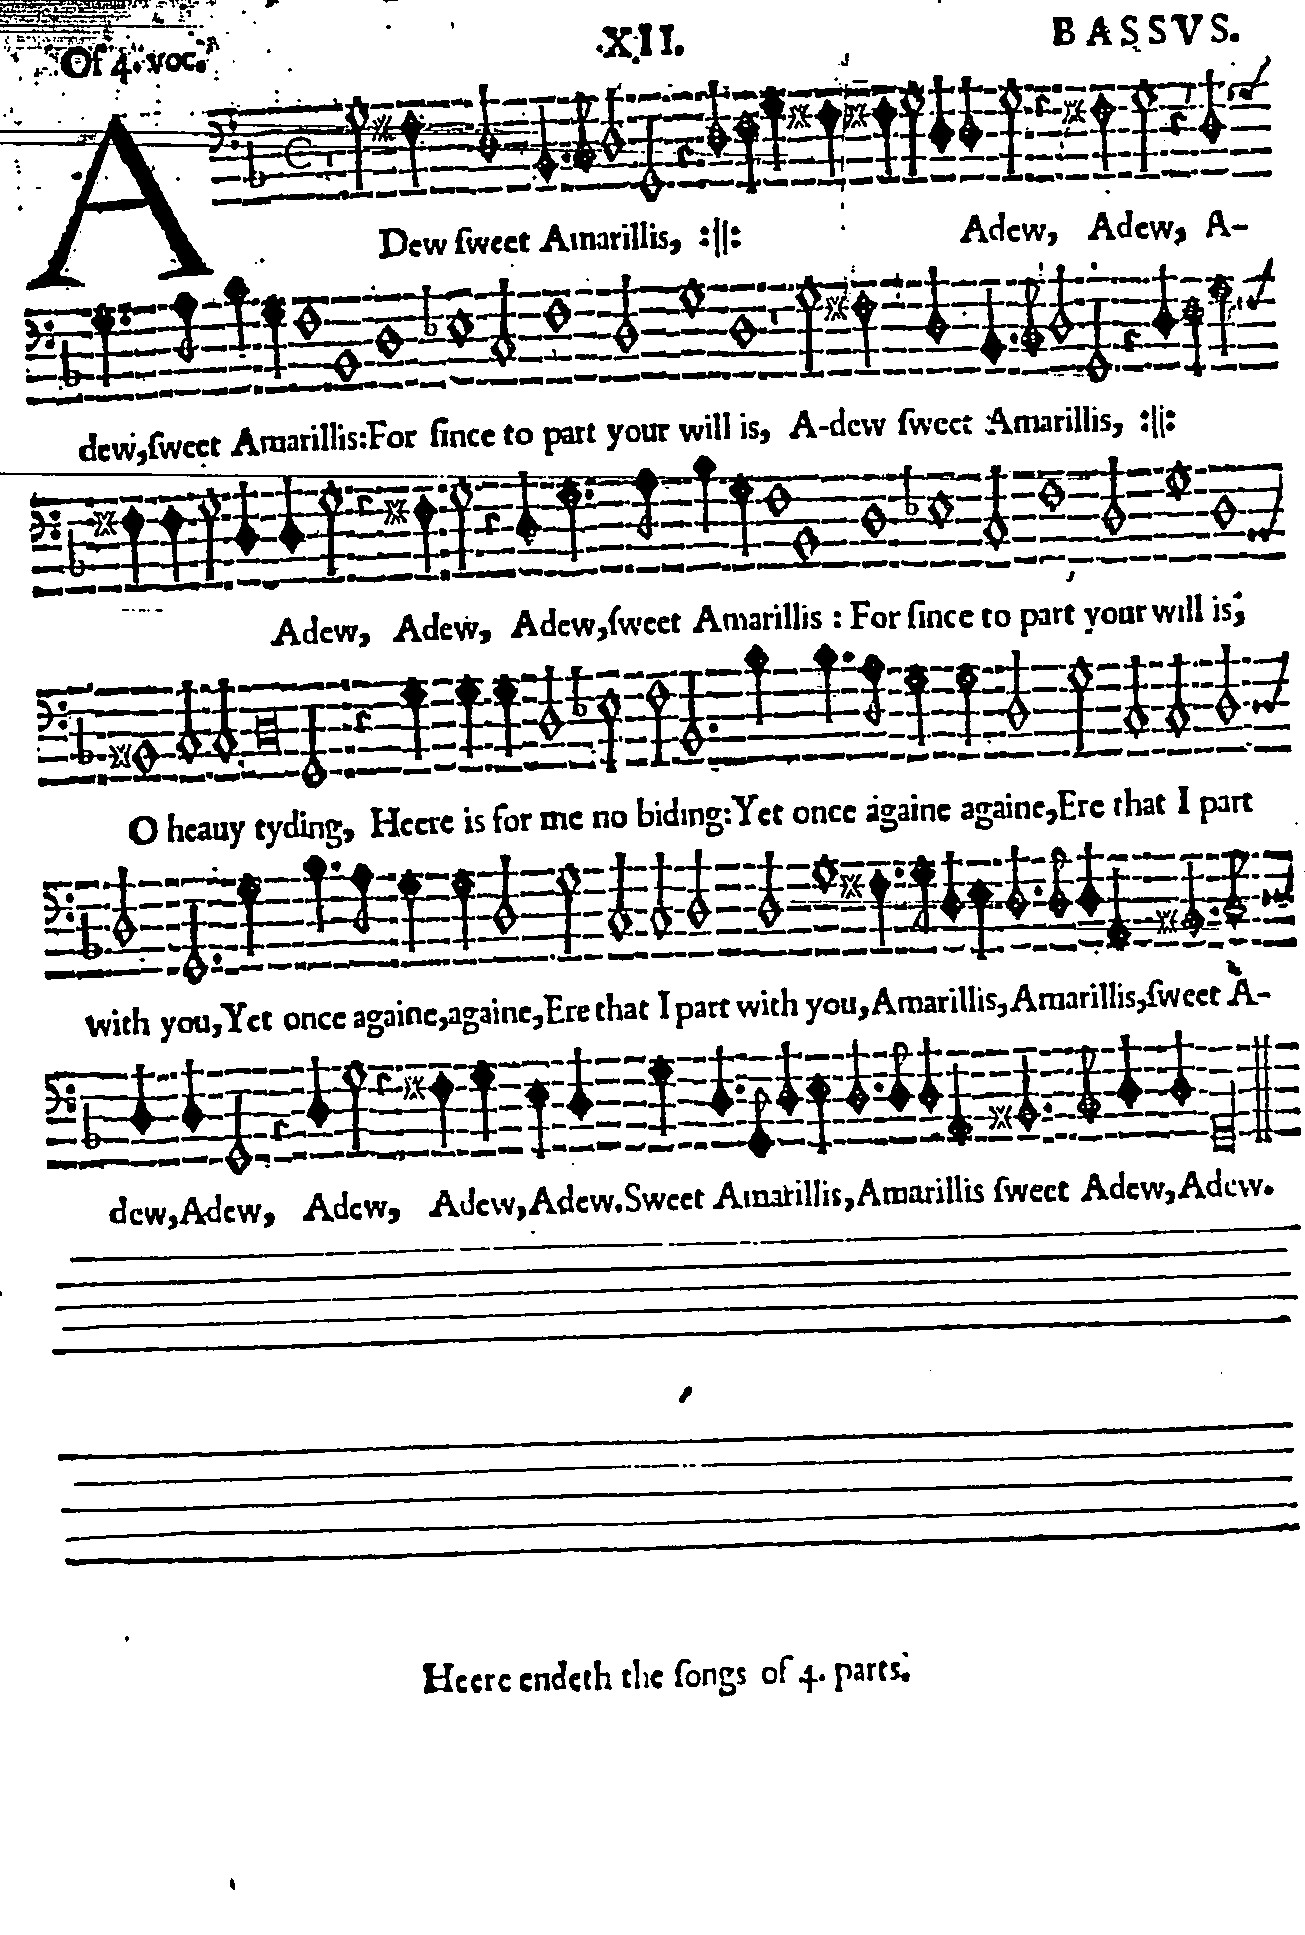 Of 4. voc. XII. BASSVS.
ADew ſweet Amarillis, :||: Adew, Adew, A-
dew,ſweet Amarillis:For ſince to part your will is, A-dew ſweet Amarillis, :||:
Adew, Adew, Adew,ſweet Amarillis : For ſince to part your will is;
O heauy tyding, Heere is for me no biding:Yet once againe againe,Ere that I part
with you,Yet once againe,againe,Ere that I part with you,Amarillis,Amarillis,ſweet A-
dew,Adew, Adew, Adew,Adew.Sweet Amarillis,Amarillis ſweet Adew,Adew.
Heere endeth the ſongs of 4. parts.